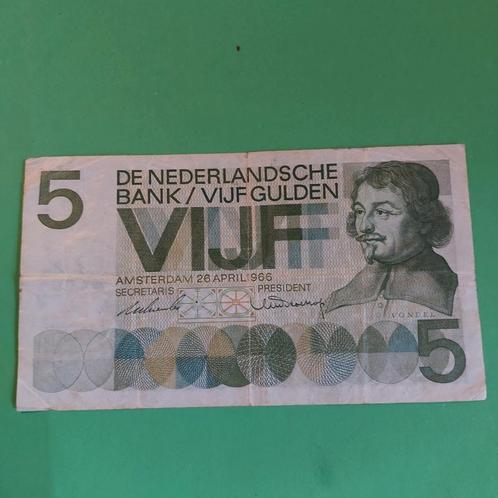 5
DE NEDERLANDSCHE
BANK / VIJF GULDEN
VIJF
AMSTERDAM 26 APRIL 1966
SECRETARIS PRESIDENT
VONDEL
5